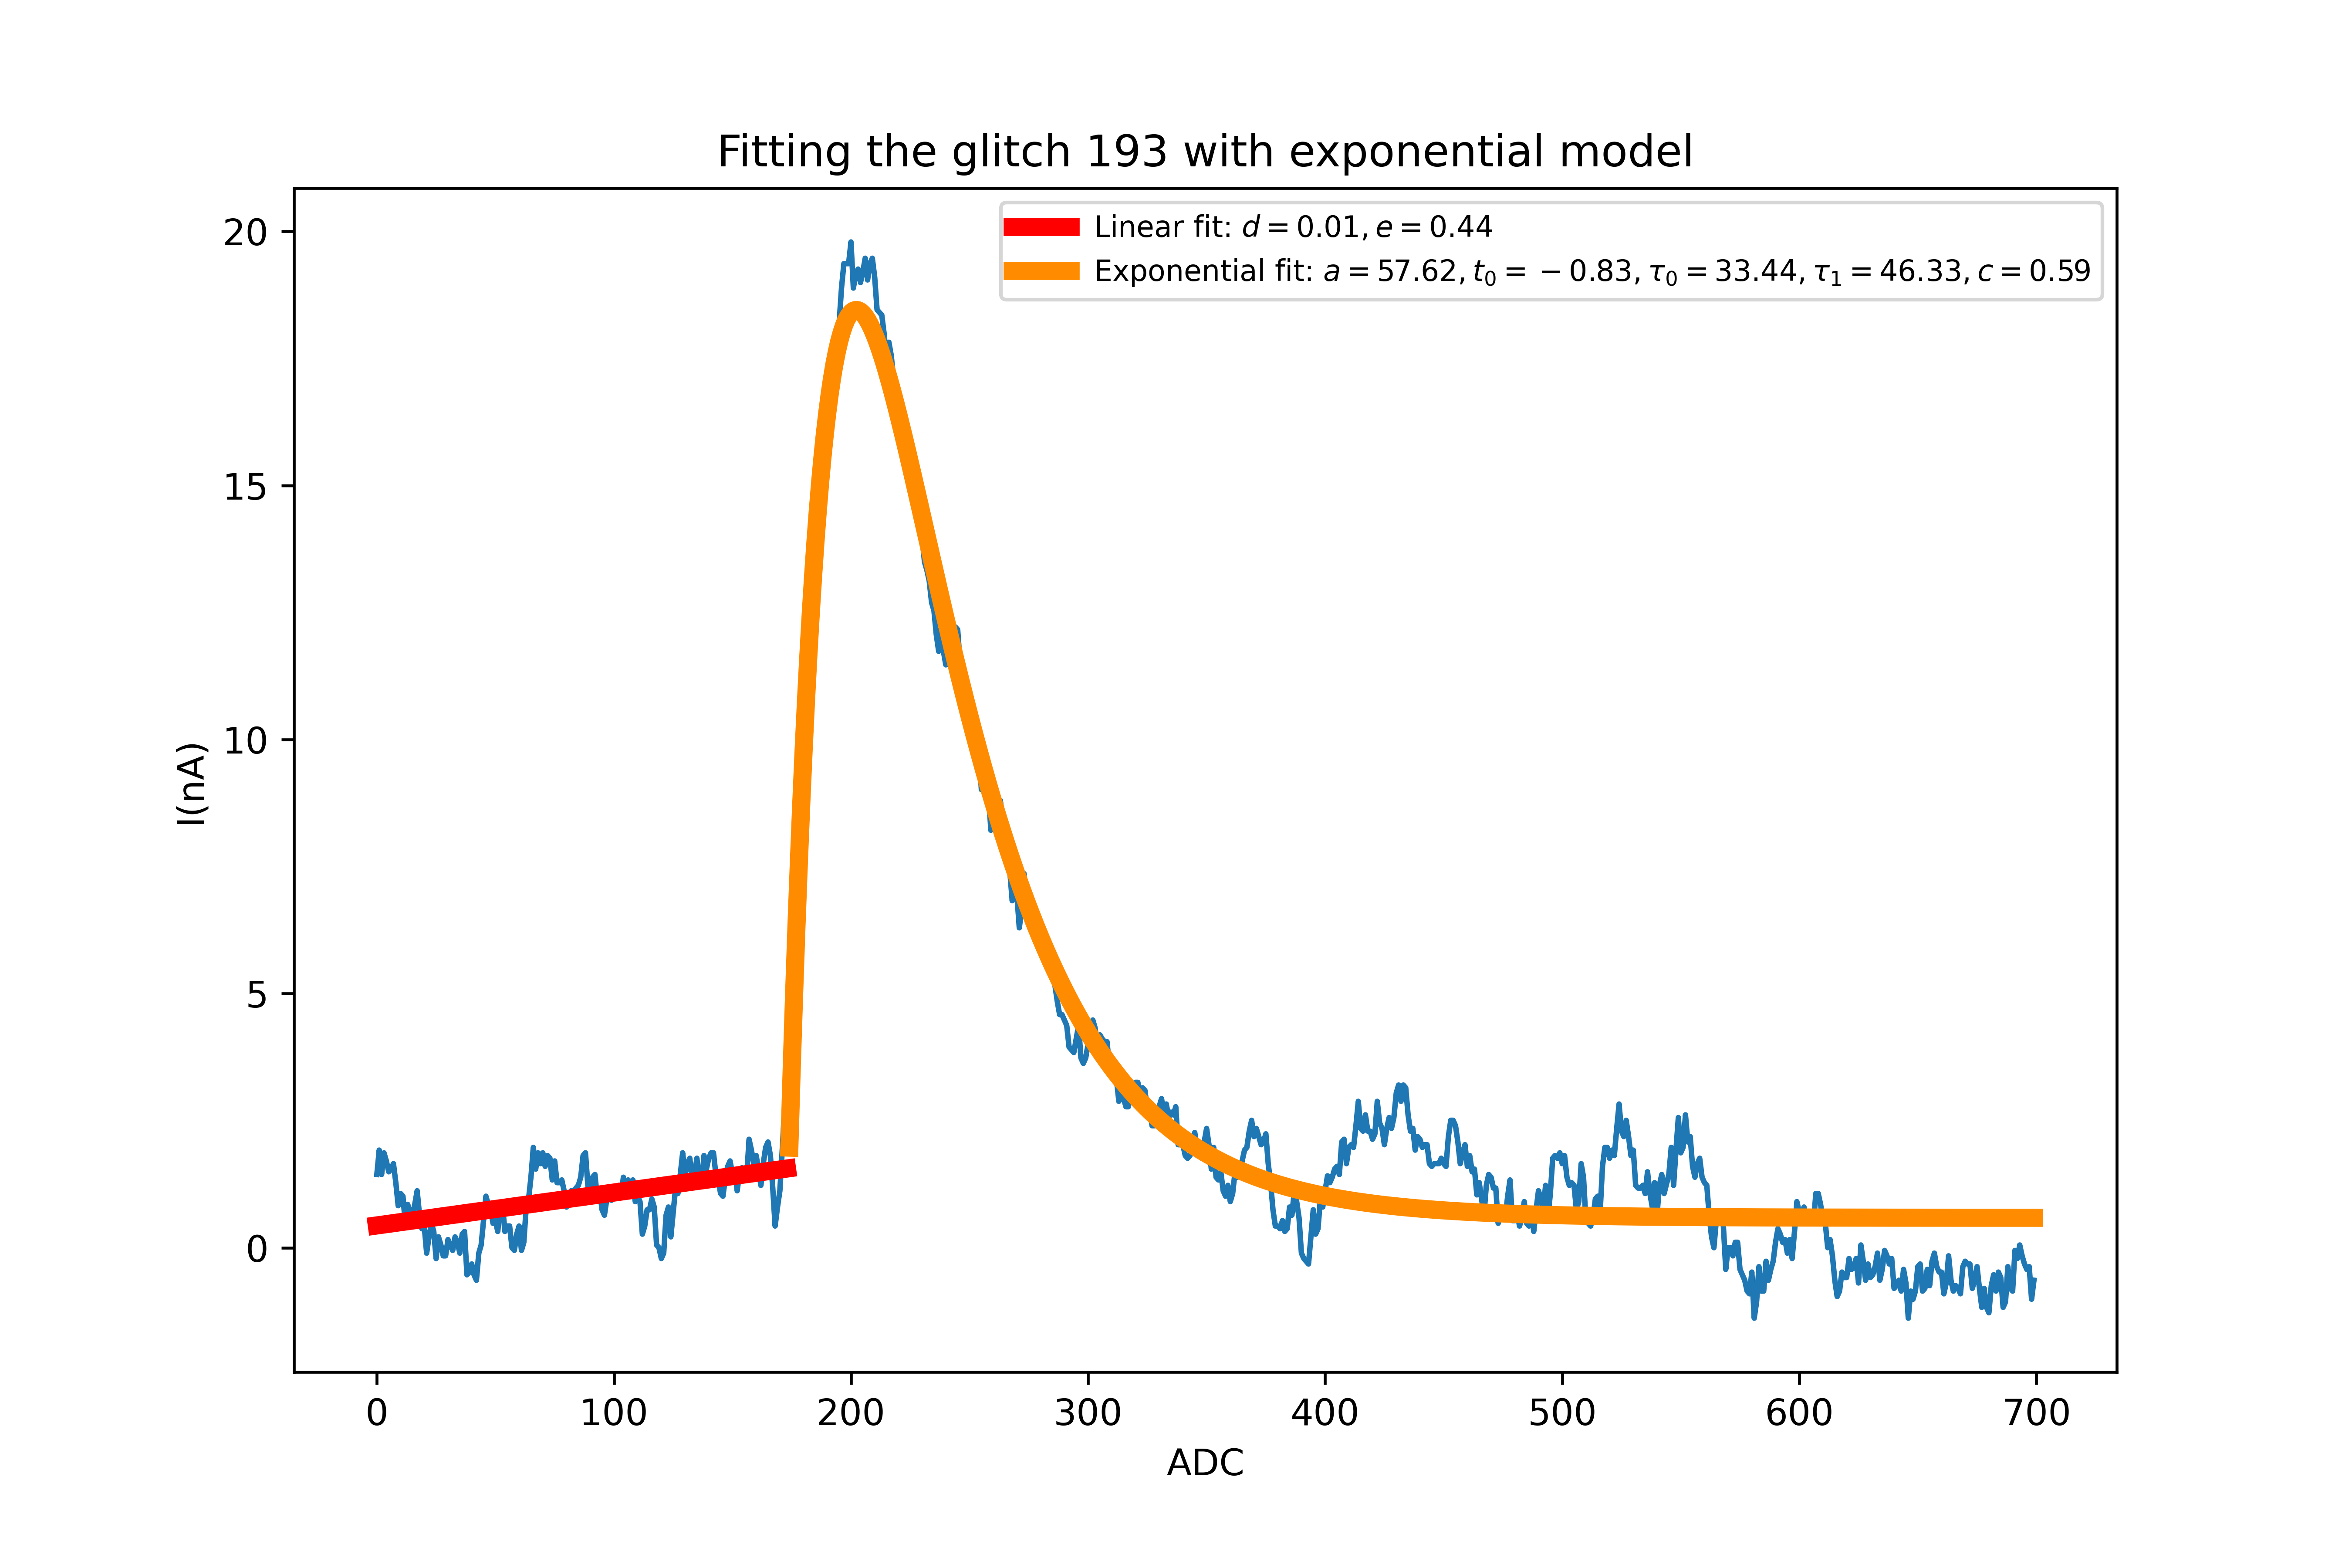 Fitting the glitch 193 with exponential model
Linear fit: d = 0.01, e = 0.44
Exponential fit: a = 57.62, t₀ = −0.83, τ₀ = 33.44, τ₁ = 46.33, c = 0.59
20
15
10
5
0
I(nA)
0 100 200 300 400 500 600 700
ADC